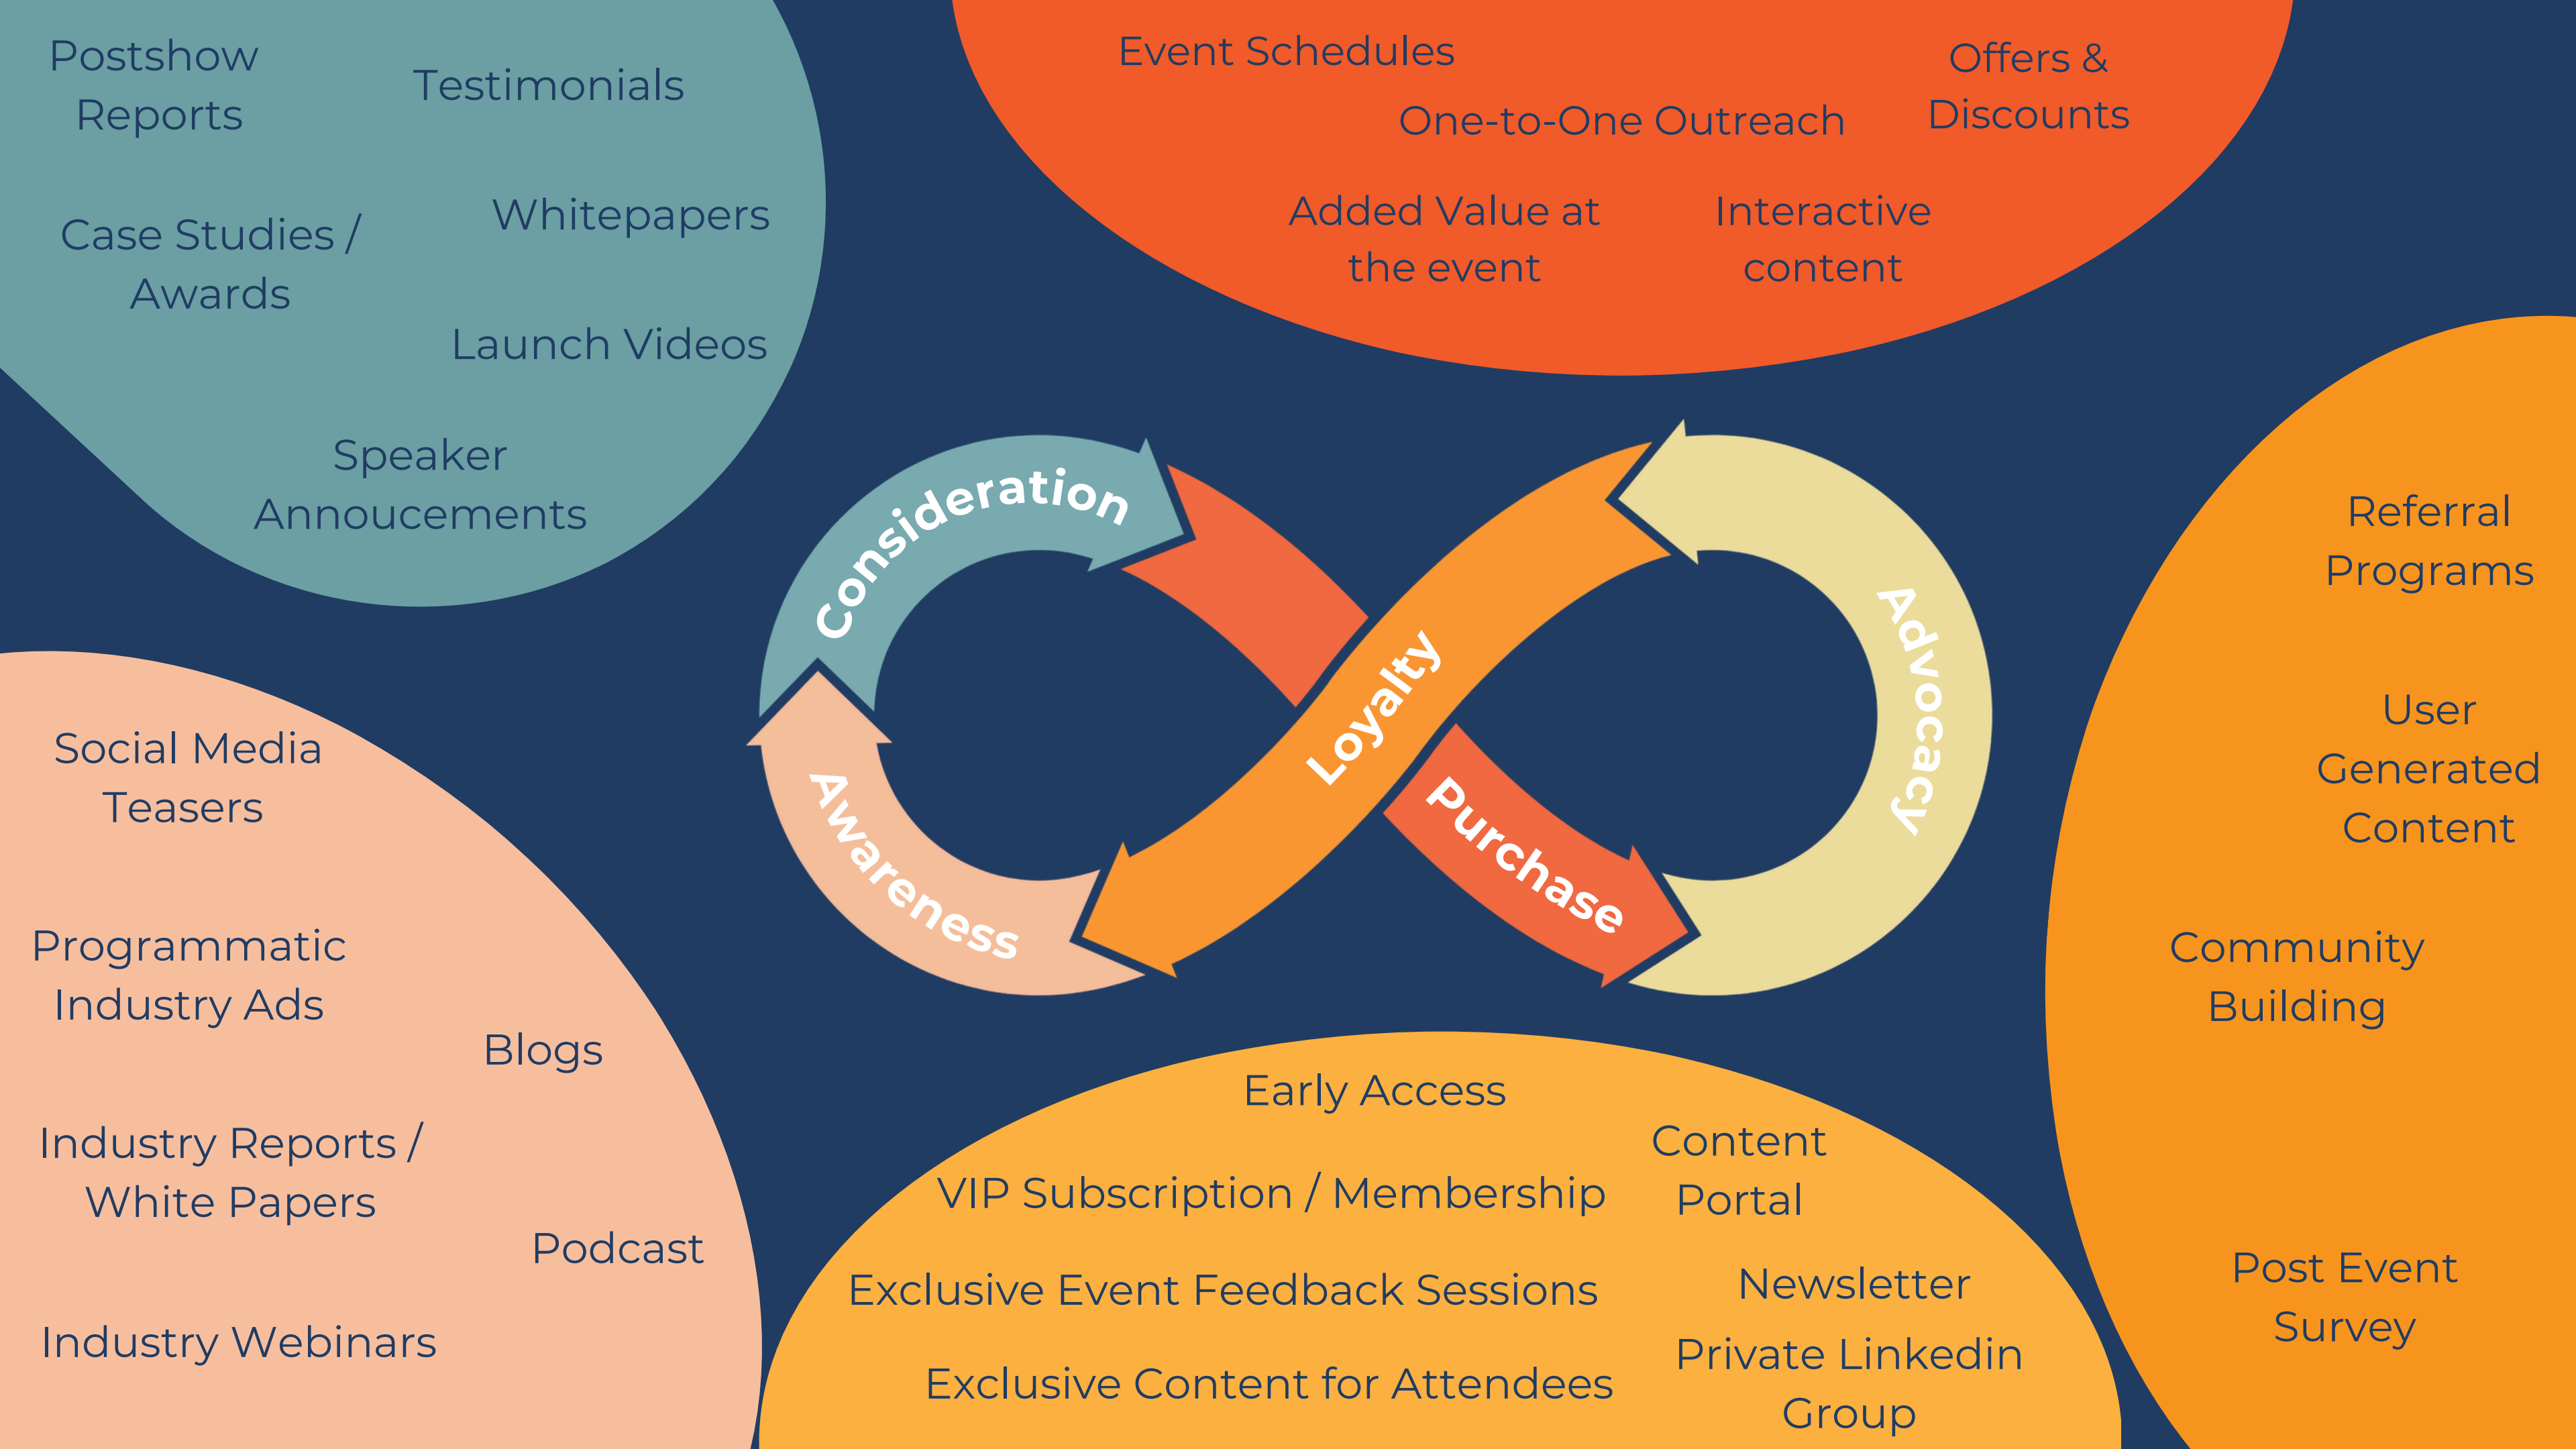 Postshow
Reports
Testimonials
Case Studies /
Awards
Whitepapers
Launch Videos
Speaker
Annoucements
Event Schedules
One-to-One Outreach
Offers &
Discounts
Added Value at
the event
Interactive
content
Consideration
Awareness
Loyalty
Purchase
Advocacy
Referral
Programs
User
Generated
Content
Community
Building
Post Event
Survey
Social Media
Teasers
Programmatic
Industry Ads
Blogs
Industry Reports /
White Papers
Podcast
Industry Webinars
Early Access
VIP Subscription / Membership
Content
Portal
Exclusive Event Feedback Sessions
Newsletter
Exclusive Content for Attendees
Private Linkedin
Group